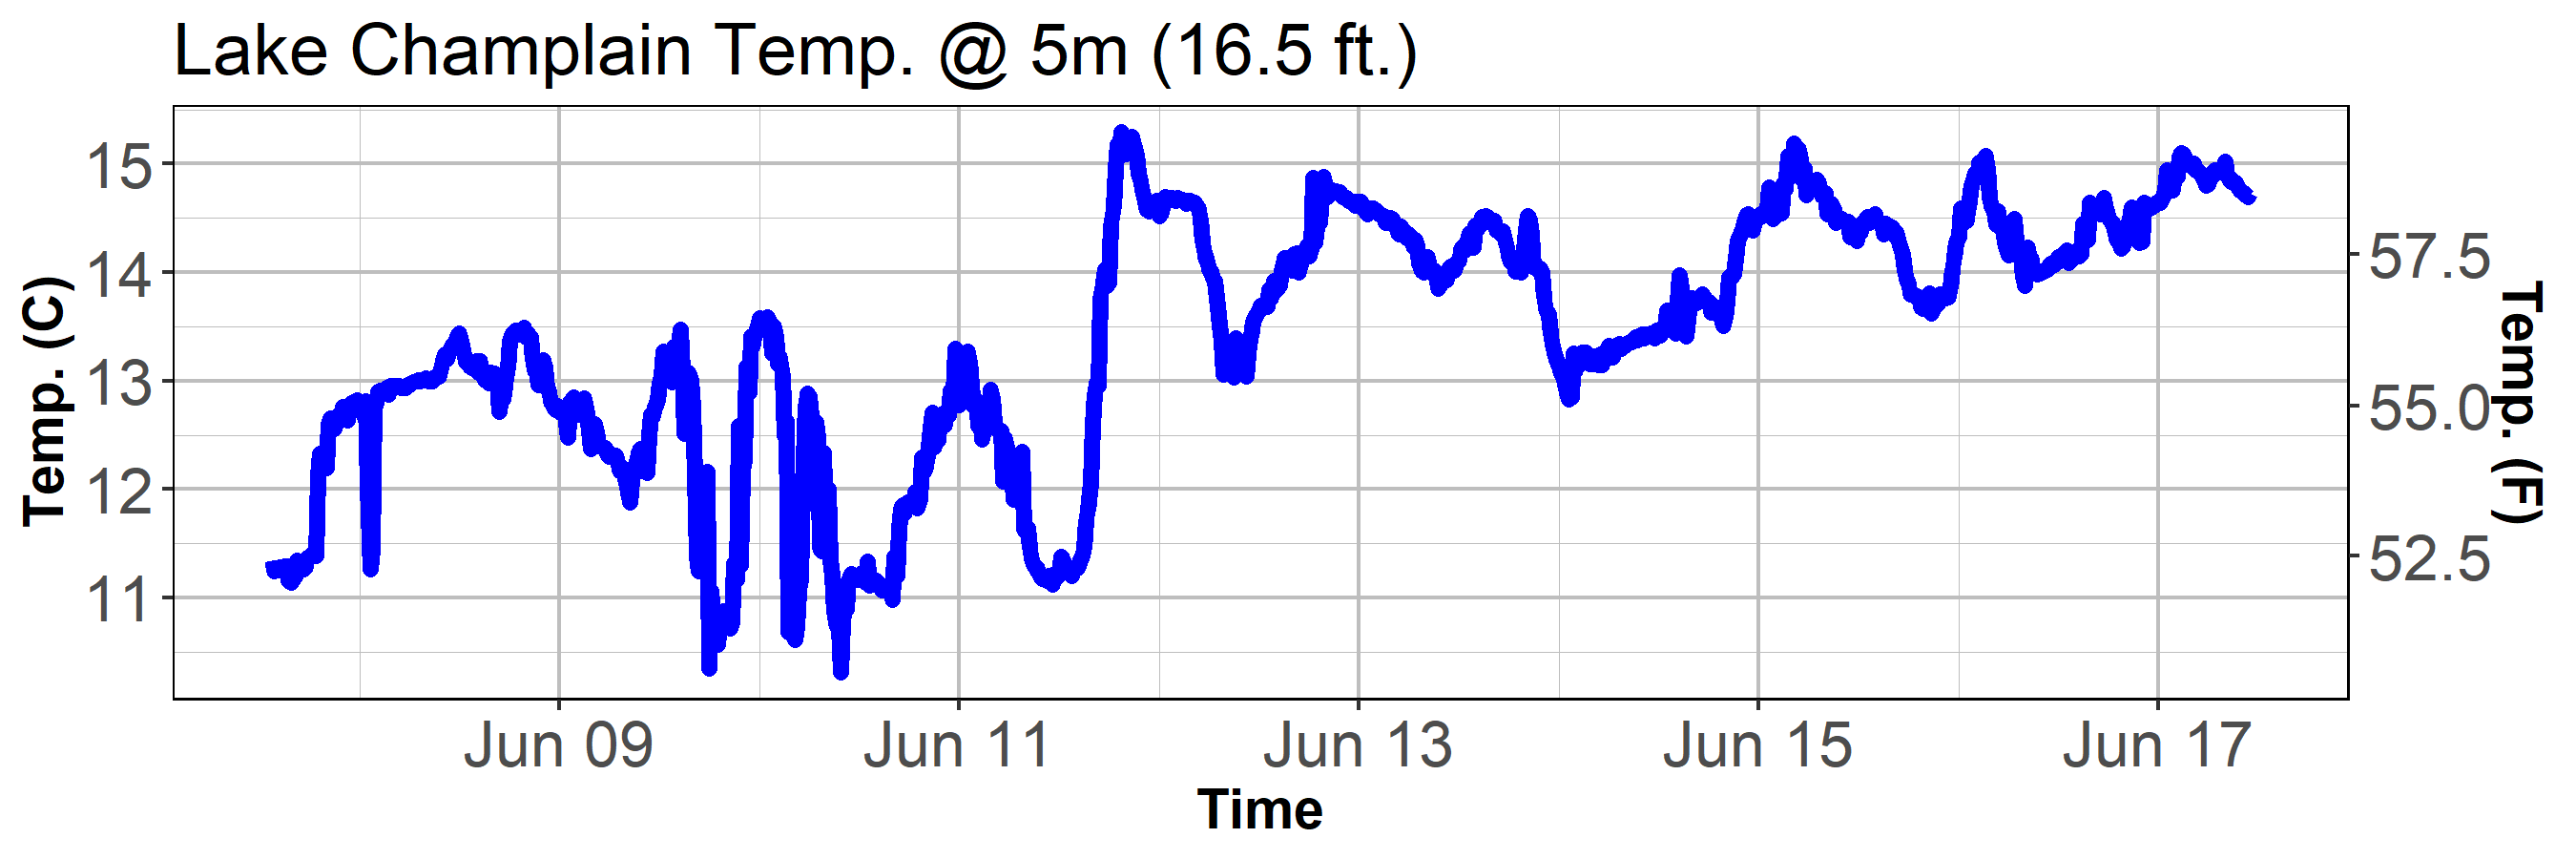 Lake Champlain Temp. @ 5m (16.5 ft.)
Temp. (C)
15
14
13
12
11
57.5
55.0
52.5
Temp. (F)
Jun 09 Jun 11 Jun 13 Jun 15 Jun 17
Time